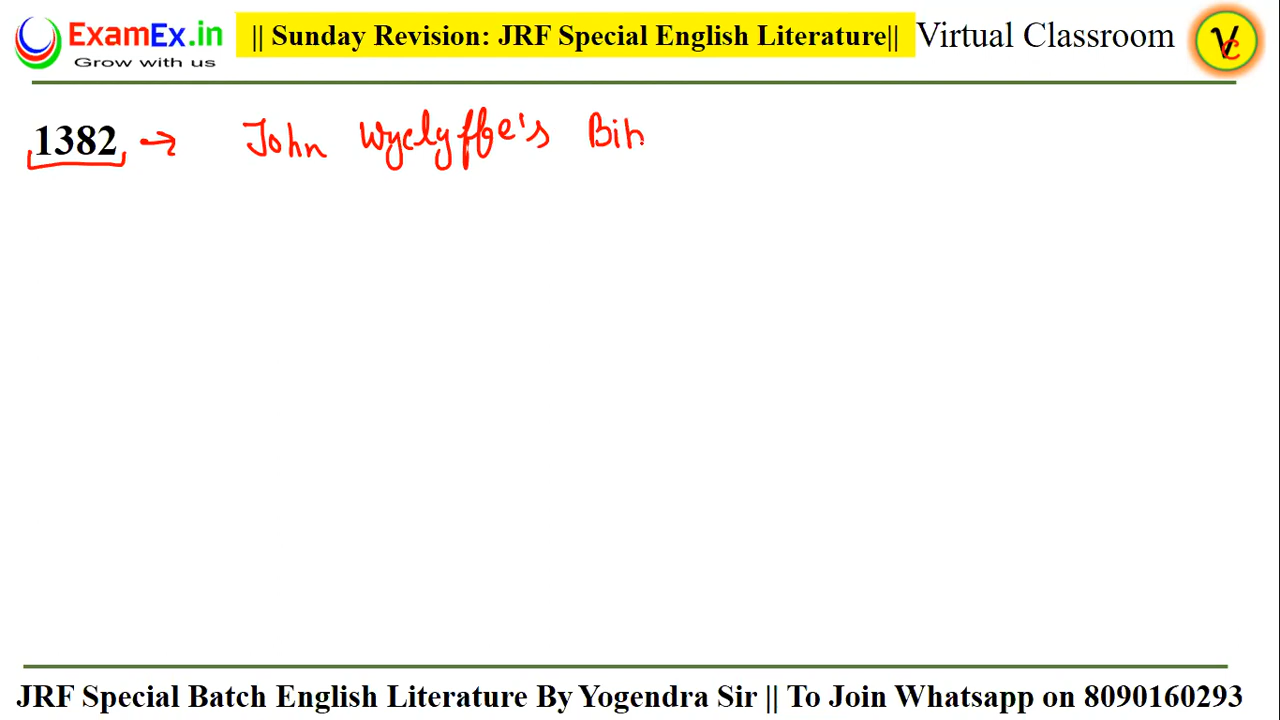 ExamEx.in
Grow with us
|| Sunday Revision: JRF Special English Literature||
Virtual Classroom
VC
1382 → John Wyclyffe's
JRF Special Batch English Literature By Yogendra Sir || To Join Whatsapp on 8090160293